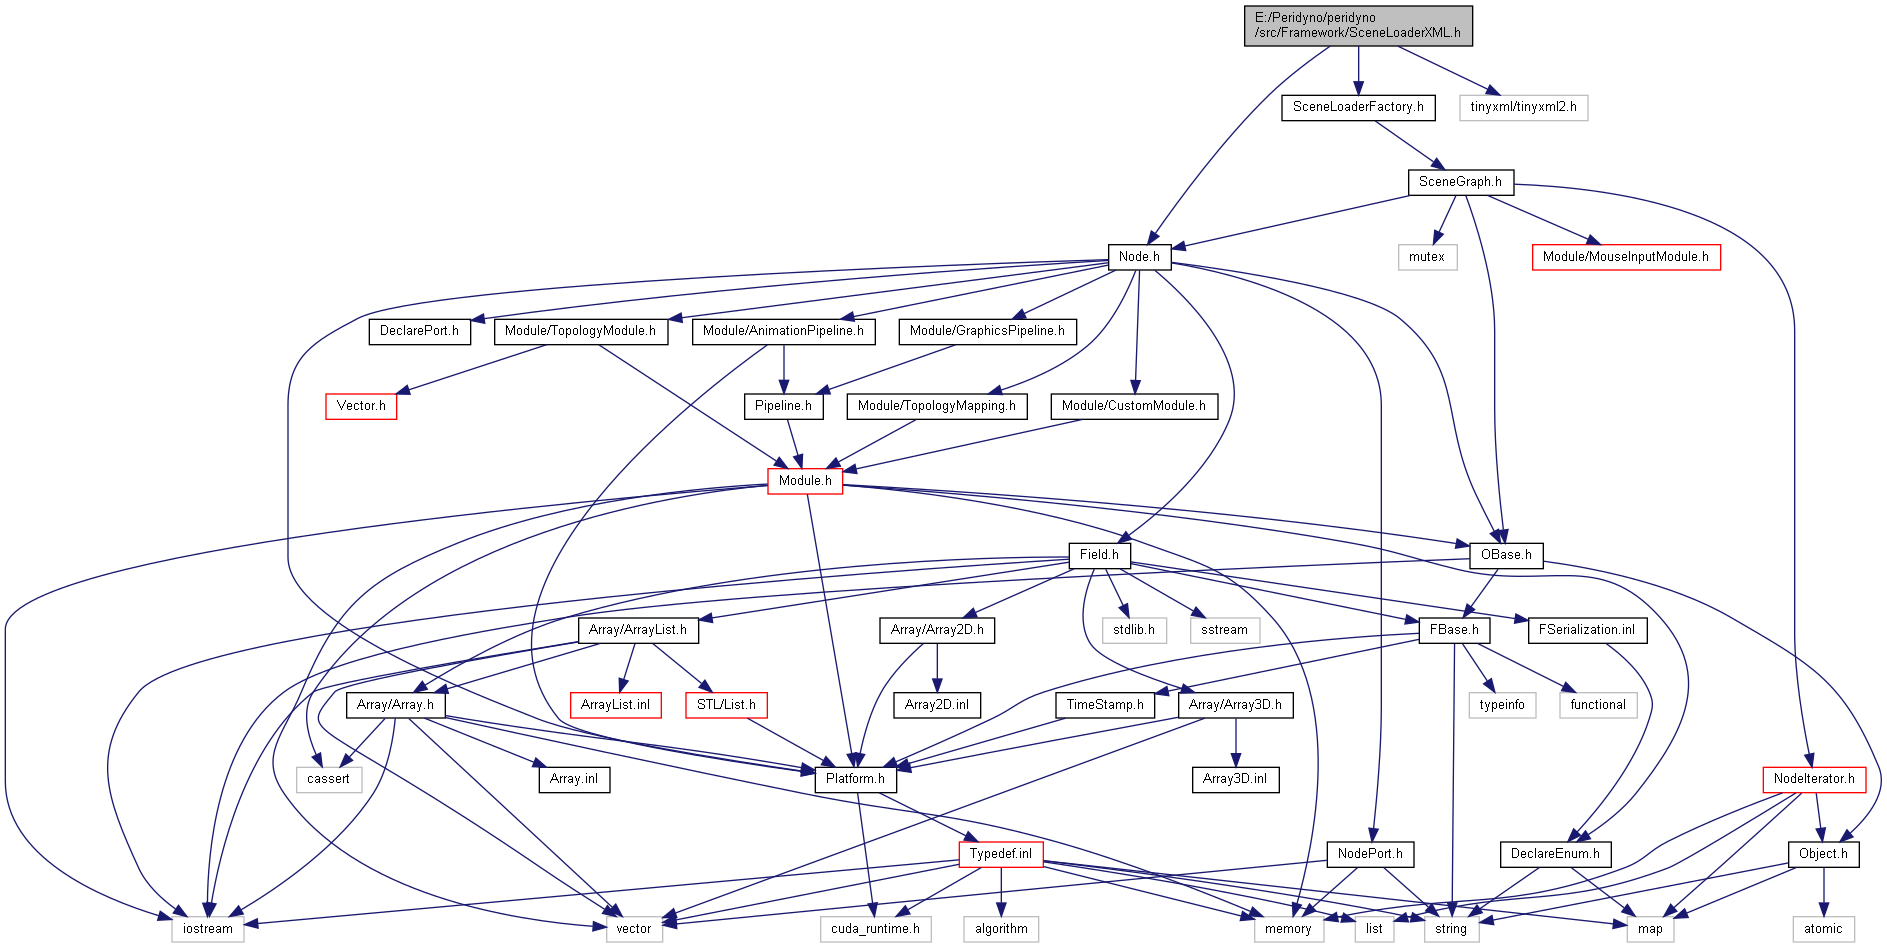 E:/Peridyno/peridyno
/src/Framework/SceneLoaderXML.h
SceneLoaderFactory.h
tinyxml/tinyxml2.h
SceneGraph.h
Node.h
mutex
Module/MouseInputModule.h
DeclarePort.h
Module/TopologyModule.h
Module/AnimationPipeline.h
Module/GraphicsPipeline.h
Vector.h
Pipeline.h
Module/TopologyMapping.h
Module/CustomModule.h
Module.h
Field.h
OBase.h
Array/ArrayList.h
Array/Array2D.h
stdlib.h
sstream
FBase.h
FSerialization.inl
Array/Array.h
ArrayList.inl
STL/List.h
Array2D.inl
TimeStamp.h
Array/Array3D.h
typeinfo
functional
cassert
Array.inl
Platform.h
Array3D.inl
NodeIterator.h
Typedef.inl
NodePort.h
DeclareEnum.h
Object.h
iostream
vector
cuda_runtime.h
algorithm
memory
list
string
map
atomic